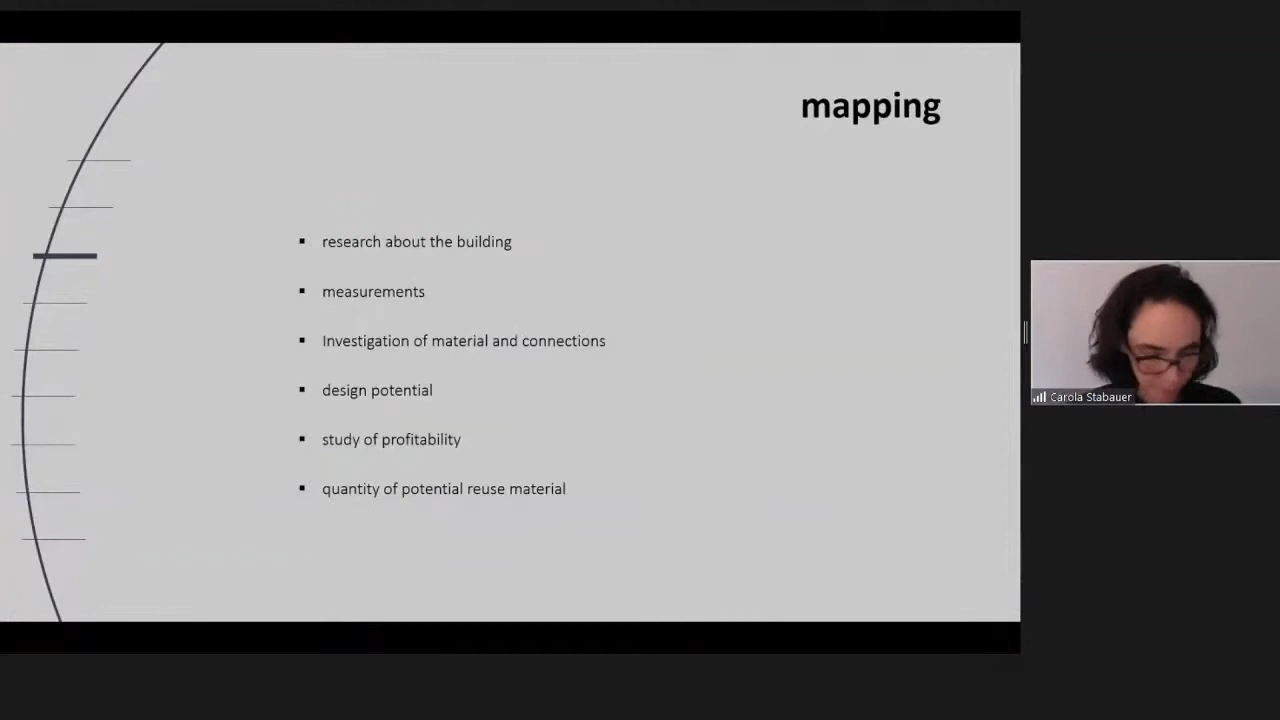 mapping
▪ research about the building
▪ measurements
▪ Investigation of material and connections
▪ design potential
▪ study of profitability
▪ quantity of potential reuse material
Carola Stabauer